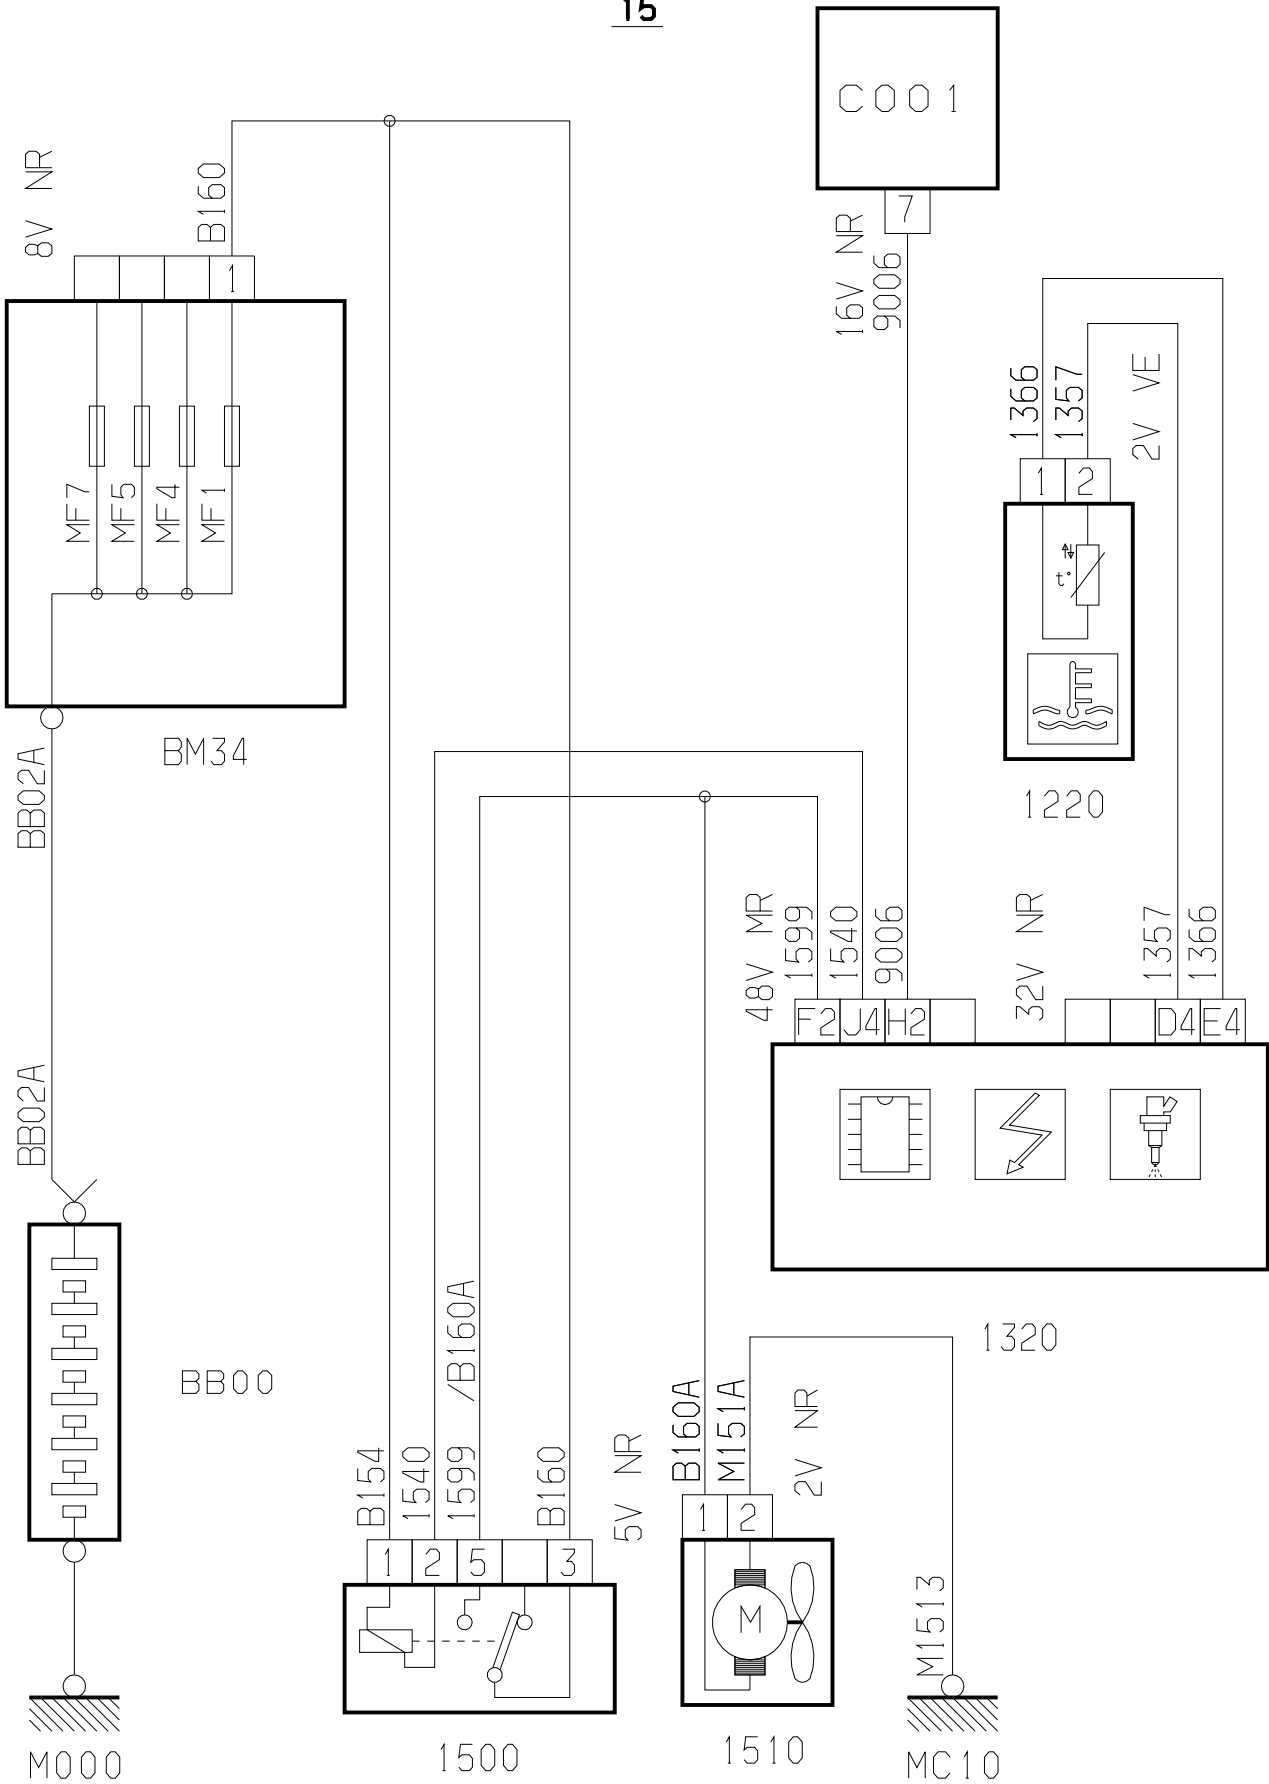 15
C001
7
8V NR
B160
1
16V NR
9006
1366
1357
2V VE
1
2
MF7
MF5
MF4
MF1
t°
BM34
BB02A
1220
48V MR
1599
1540
9006
32V NR
1357
1366
F2
J4
H2
D4
E4
BB02A
1320
BB00
B154
1540
1599 /B160A
B160
5V NR
B160A
M151A
2V NR
1
2
5
3
1
2
M
M1513
M000
1500
1510
MC10